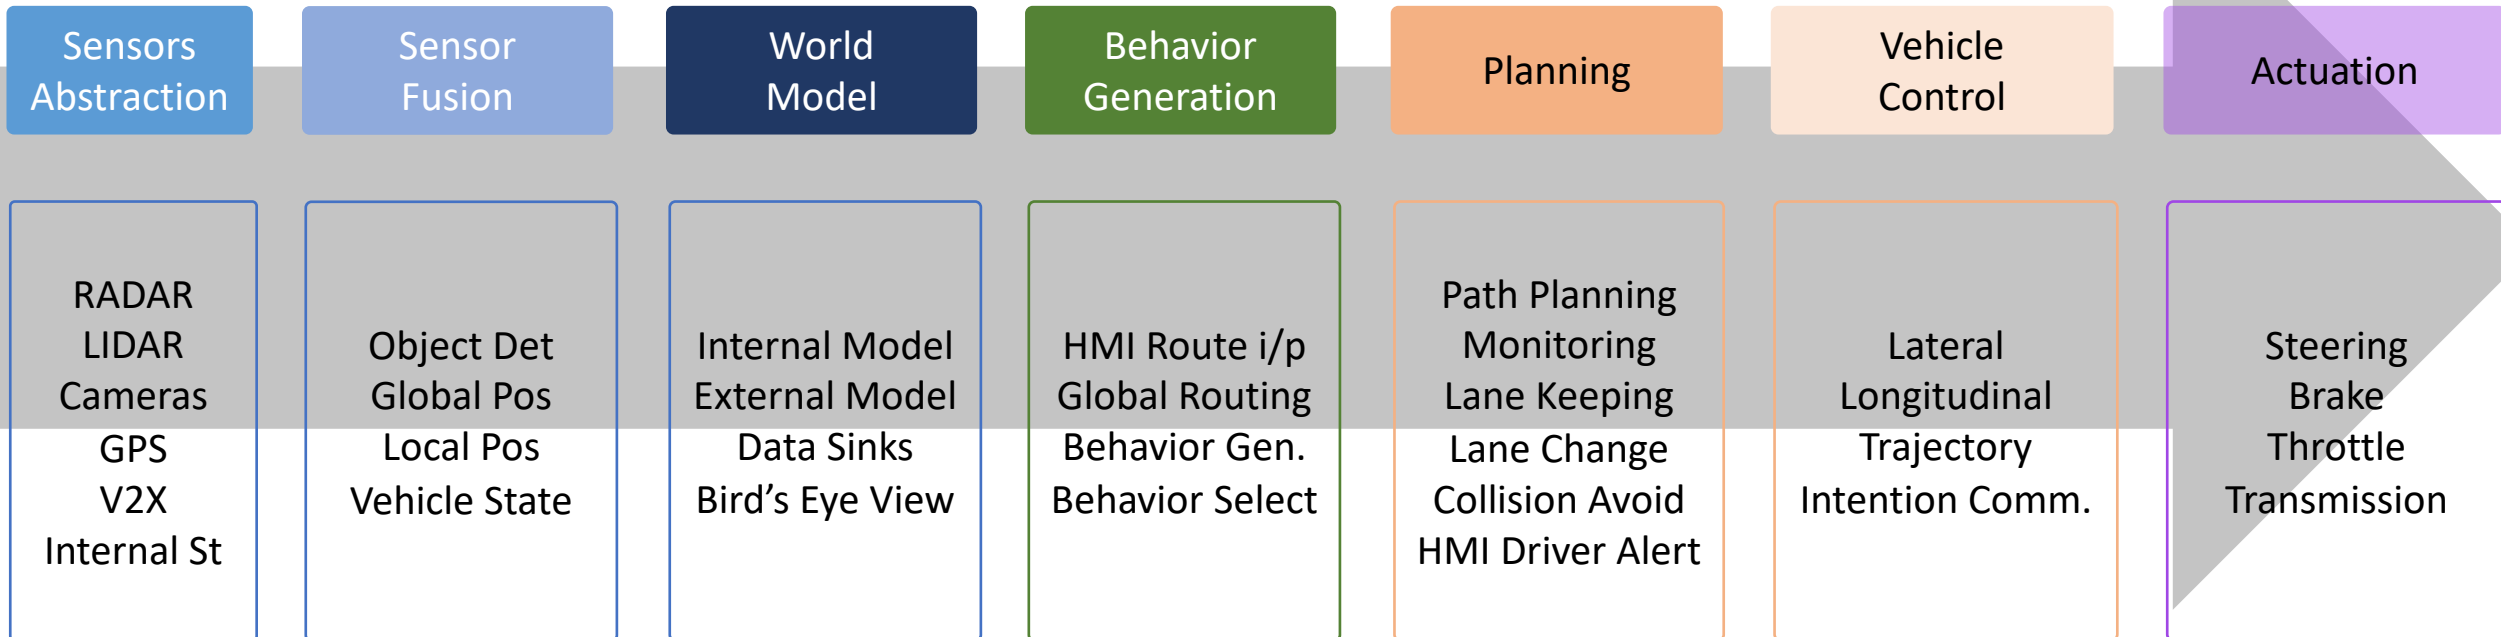 Sensors
Abstraction
Sensor
Fusion
World
Model
Behavior
Generation
Planning
Vehicle
Control
Actuation
RADAR
LIDAR
Cameras
GPS
V2X
Internal St
Object Det
Global Pos
Local Pos
Vehicle State
Internal Model
External Model
Data Sinks
Bird’s Eye View
HMI Route i/p
Global Routing
Behavior Gen.
Behavior Select
Path Planning
Monitoring
Lane Keeping
Lane Change
Collision Avoid
HMI Driver Alert
Lateral
Longitudinal
Trajectory
Intention Comm.
Steering
Brake
Throttle
Transmission